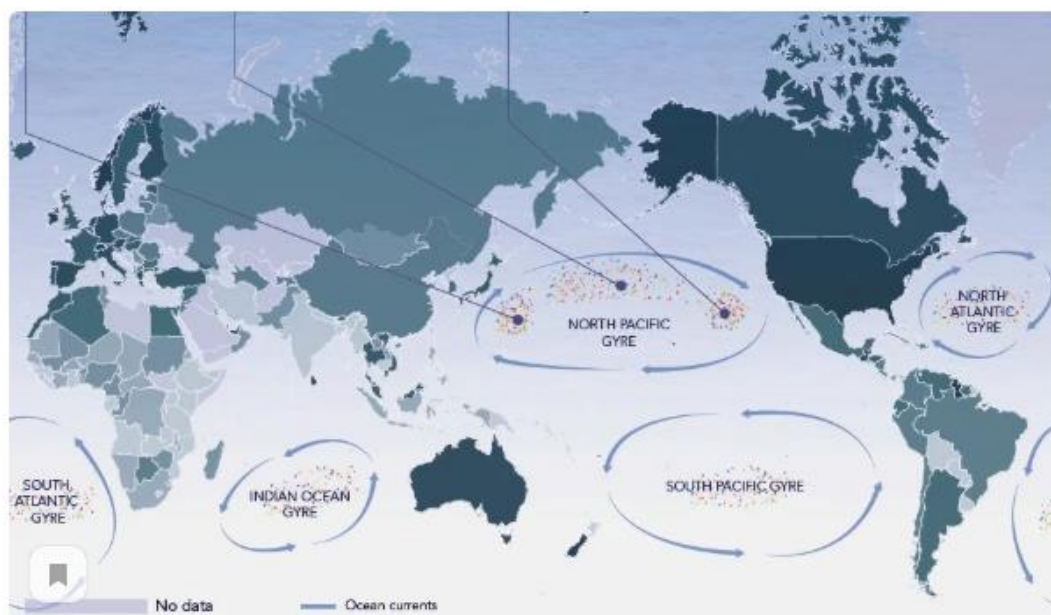 NORTH PACIFIC
GYRE
NORTH
ATLANTIC
GYRE
SOUTH
ATLANTIC
GYRE
INDIAN OCEAN
GYRE
SOUTH PACIFIC GYRE
No data
Ocean currents